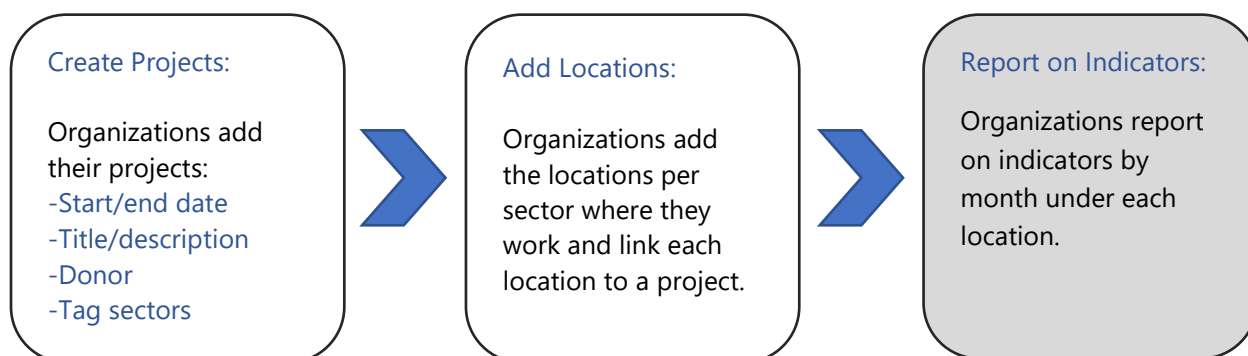 Create Projects:
Organizations add
their projects:
-Start/end date
-Title/description
-Donor
-Tag sectors
Add Locations:
Organizations add
the locations per
sector where they
work and link each
location to a project.
Report on Indicators:
Organizations report
on indicators by
month under each
location.